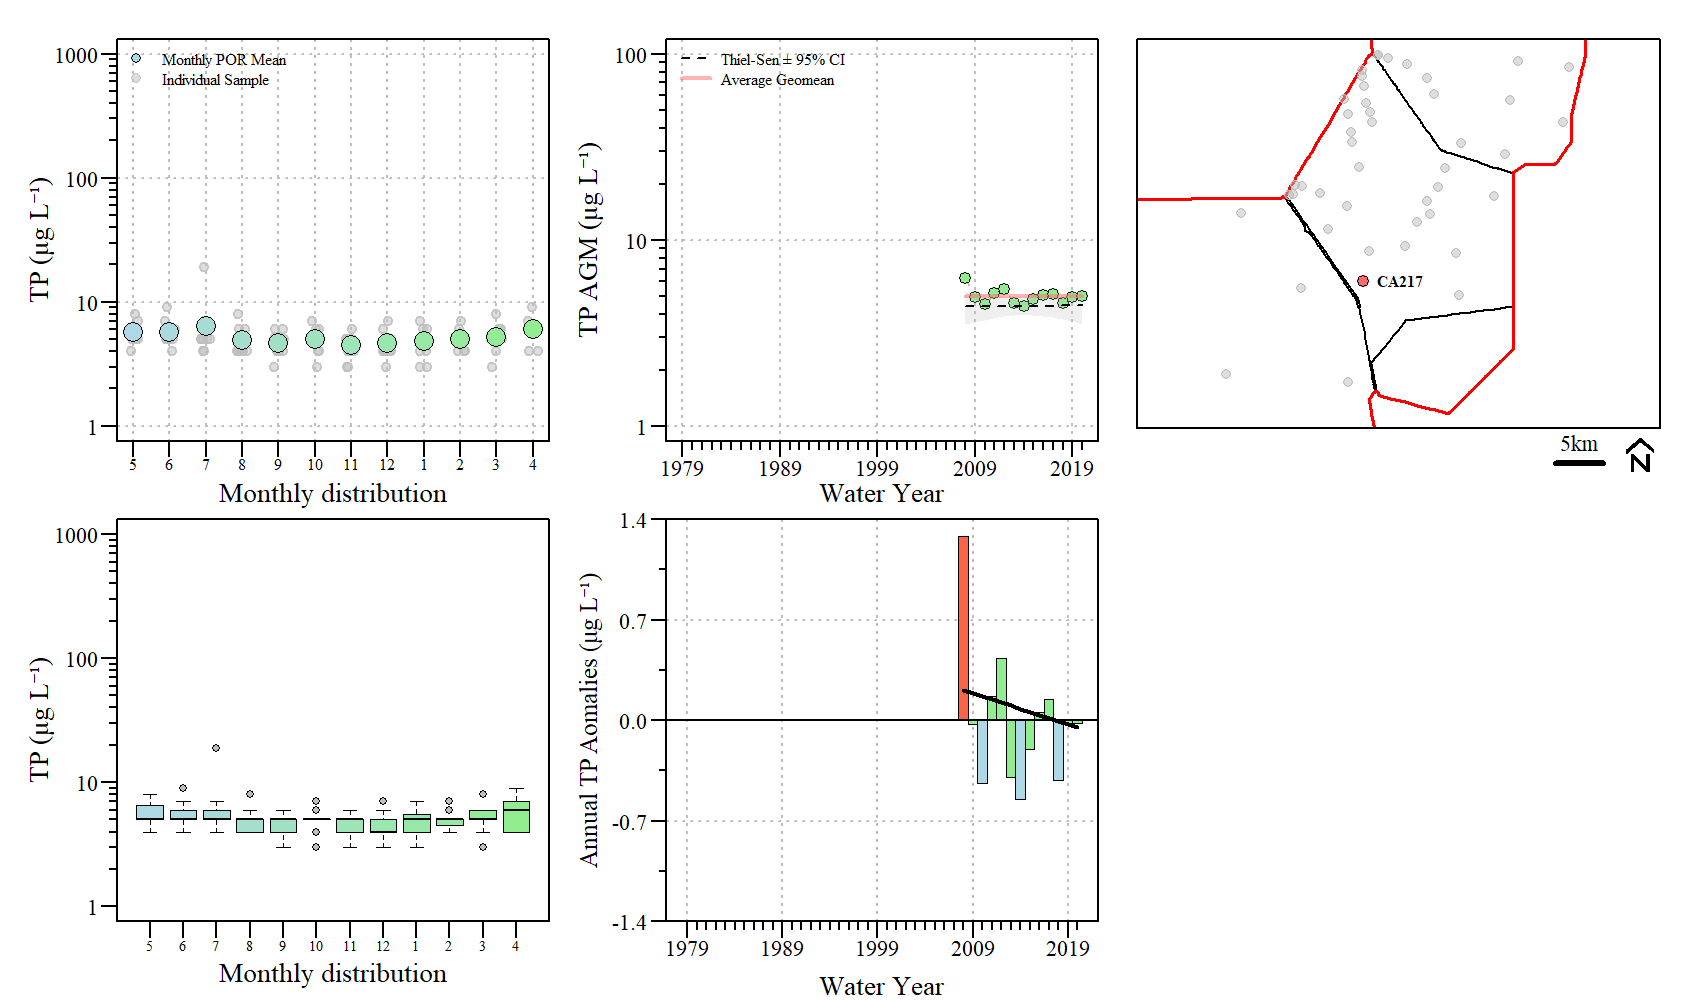 1000
100
10
1
TP (µg L⁻¹)
Monthly POR Mean
Individual Sample
5 6 7 8 9 10 11 12 1 2 3 4
Monthly distribution
100
10
1
TP AGM (µg L⁻¹)
Thiel-Sen ± 95% CI
Average Geomean
1979 1989 1999 2009 2019
Water Year
CA217
5km
N
1000
100
10
1
TP (µg L⁻¹)
5 6 7 8 9 10 11 12 1 2 3 4
Monthly distribution
1.4
0.7
0.0
-0.7
-1.4
Annual TP Aomalies (µg L⁻¹)
1979 1989 1999 2009 2019
Water Year